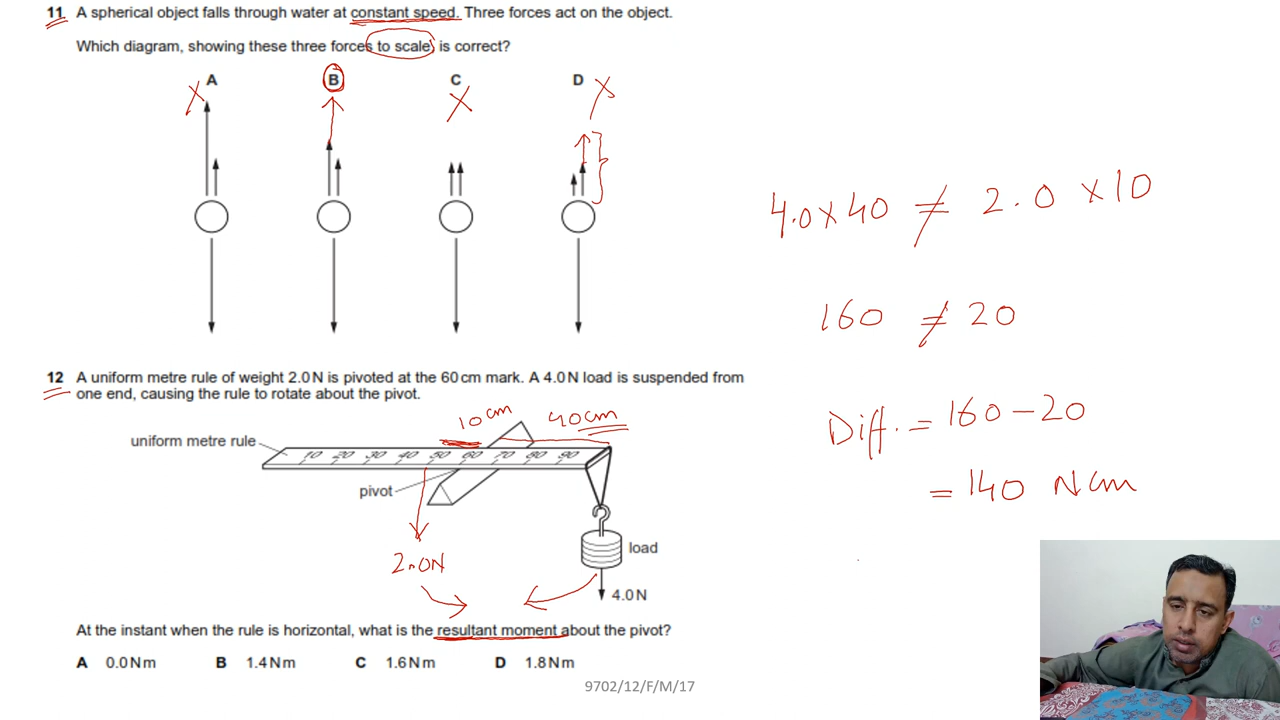 11 A spherical object falls through water at constant speed. Three forces act on the object.
Which diagram, showing these three forces to scale, is correct?
A B C D
4.0 x 40 ≠ 2.0 x 10
160 ≠ 20
Diff. = 160 - 20
= 140 N cm
12 A uniform metre rule of weight 2.0 N is pivoted at the 60 cm mark. A 4.0 N load is suspended from
one end, causing the rule to rotate about the pivot.
10 cm 40 cm
uniform metre rule
10 20 30 40 50 60 70 80 90
pivot
2.0N
load
4.0 N
At the instant when the rule is horizontal, what is the resultant moment about the pivot?
A 0.0 N m B 1.4 N m C 1.6 N m D 1.8 N m
9702/12/F/M/17